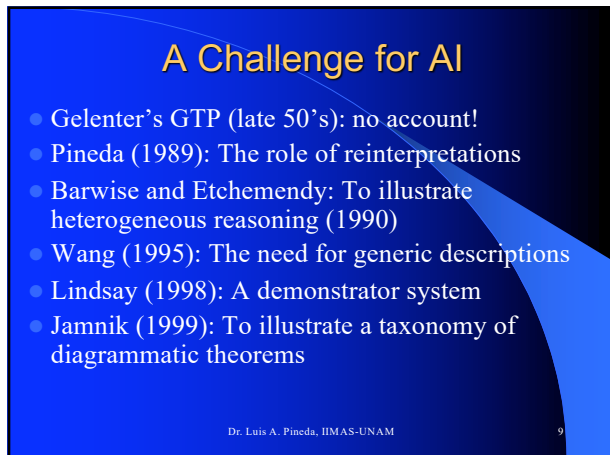 A Challenge for AI
Gelenter's GTP (late 50's): no account!
Pineda (1989): The role of reinterpretations
Barwise and Etchemendy: To illustrate
heterogeneous reasoning (1990)
Wang (1995): The need for generic descriptions
Lindsay (1998): A demonstrator system
Jamnik (1999): To illustrate a taxonomy of
diagrammatic theorems
Dr. Luis A. Pineda, IIMAS-UNAM 9